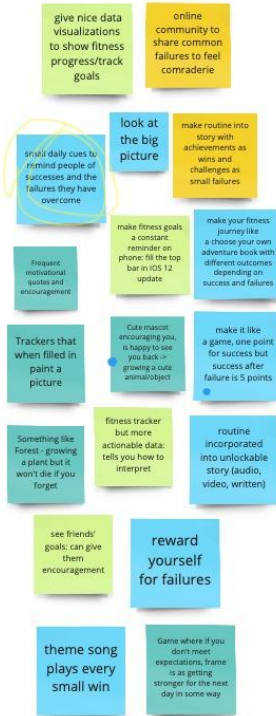 give nice data
visualizations
to show fitness
progress/track
goals
online
community to
share common
failures to feel
comraderie
look at
the big
picture
make routine into
story with
achievements as
wins and
challenges as
small failures
small daily cues to
remind people of
successes and the
failures they have
overcome
make fitness goals
a constant
reminder on
phone: fill the top
bar in IOS 12
update
make your fitness
journey like
a choose your own
adventure book with
different outcomes
depending on
success and failures
Frequent
motivational
quotes and
encouragement
Trackers that
when filled in
paint a
picture
Cute mascot
encouraging you,
is happy to see
you back ->
growing a cute
animal/object
make it like
a game, one point
for success but
success after
failure is 5 points
Something like
Forest - growing
a plant but it
won't die if you
forget
fitness tracker
but more
actionable data:
tells you how to
interpret
routine
incorporated
into unlockable
story (audio,
video, written)
see friends'
goals: can give
them
encouragement
reward
yourself
for failures
theme song
plays every
small win
Game where if you
don't meet
expectations, frame
is as getting
stronger for the next
day in some way